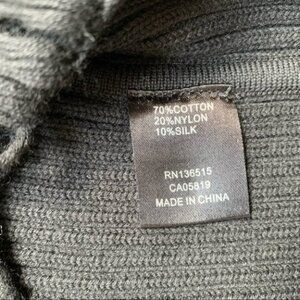 70%COTTON
20%NYLON
10%SILK
RN136515
CA05819
MADE IN CHINA